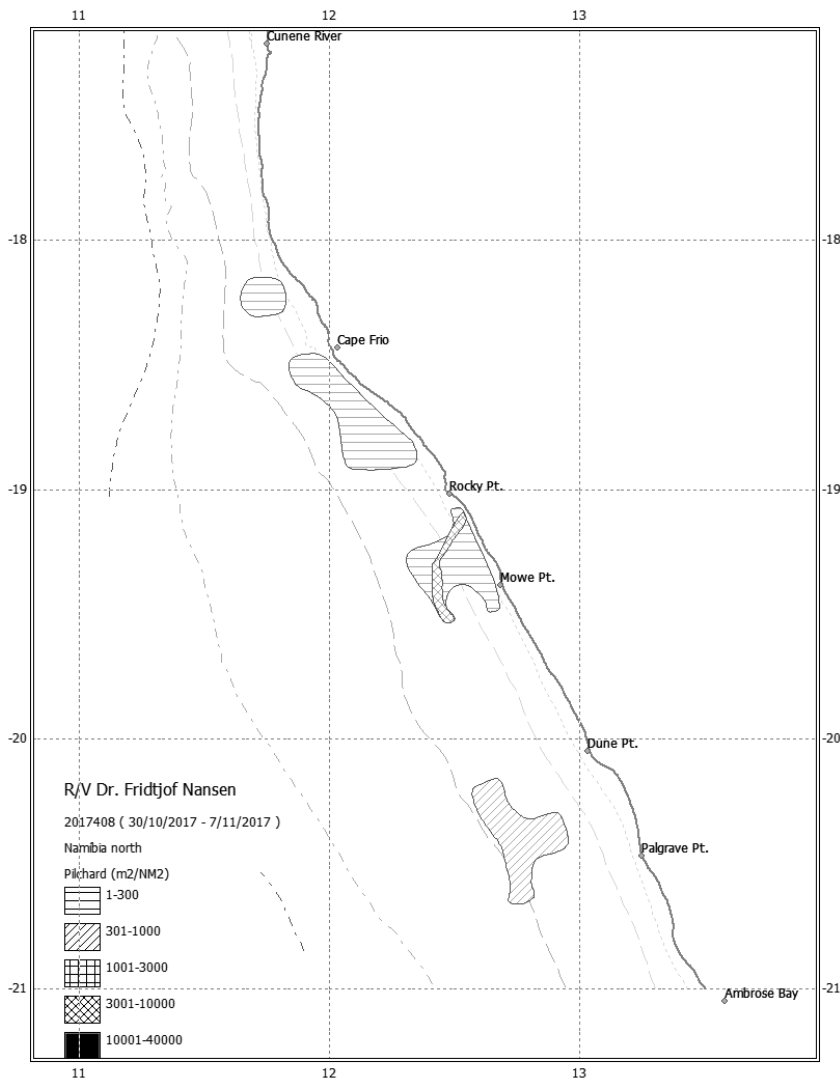 11 12 13
Cunene River
-18 -18
Cape Frio
-19 -19
Rocky Pt.
Mowe Pt.
-20 -20
Dune Pt.
R/V Dr. Fridtjof Nansen
2017408 ( 30/10/2017 - 7/11/2017 )
Namibia north
Palgrave Pt.
Pilchard (m2/NM2)
1-300
301-1000
1001-3000
-21 -21
Ambrose Bay
3001-10000
10001-40000
11 12 13